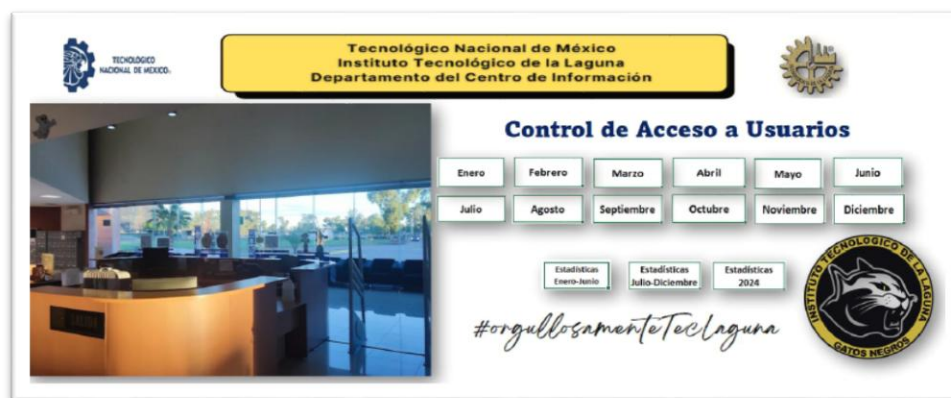 TECNOLÓGICO
NACIONAL DE MÉXICO®
Tecnológico Nacional de México
Instituto Tecnológico de la Laguna
Departamento del Centro de Información
Control de Acceso a Usuarios
Enero
Febrero
Marzo
Abril
Mayo
Junio
Julio
Agosto
Septiembre
Octubre
Noviembre
Diciembre
Estadísticas
Enero-Junio
Estadísticas
Julio-Diciembre
Estadísticas
2024
#orgullosamenteTecLaguna
INSTITUTO TECNOLOGICO DE LA LAGUNA
GATOS NEGROS